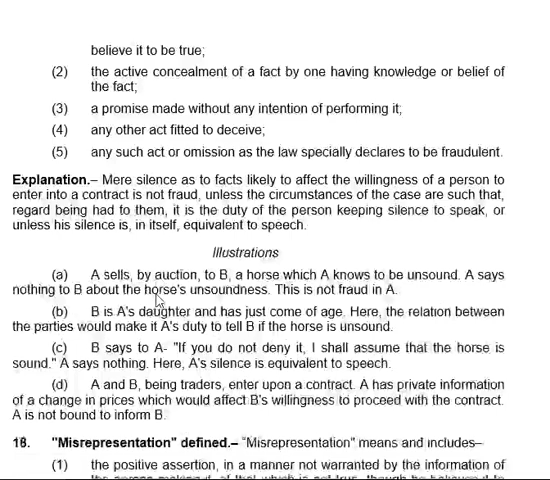 believe it to be true;
(2) the active concealment of a fact by one having knowledge or belief of
the fact;
(3) a promise made without any intention of performing it;
(4) any other act fitted to deceive;
(5) any such act or omission as the law specially declares to be fraudulent.
Explanation.– Mere silence as to facts likely to affect the willingness of a person to
enter into a contract is not fraud, unless the circumstances of the case are such that,
regard being had to them, it is the duty of the person keeping silence to speak, or
unless his silence is, in itself, equivalent to speech.
Illustrations
(a) A sells, by auction, to B, a horse which A knows to be unsound. A says
nothing to B about the horse's unsoundness. This is not fraud in A.
(b) B is A's daughter and has just come of age. Here, the relation between
the parties would make it A's duty to tell B if the horse is unsound.
(c) B says to A- "If you do not deny it, I shall assume that the horse is
sound." A says nothing. Here, A's silence is equivalent to speech.
(d) A and B, being traders, enter upon a contract. A has private information
of a change in prices which would affect B's willingness to proceed with the contract.
A is not bound to inform B.
18. "Misrepresentation" defined.– "Misrepresentation" means and includes–
(1) the positive assertion, in a manner not warranted by the information of